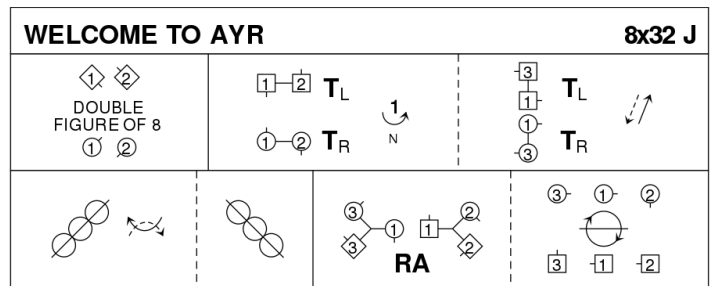 WELCOME TO AYR 8x32 J
1 2
DOUBLE
FIGURE OF 8
1 2
1 2 TL
1 2 TR
1
N
3
1
1
3
TL
TR
3 1 1 2
3 2
RA
3 1 2
3 1 2